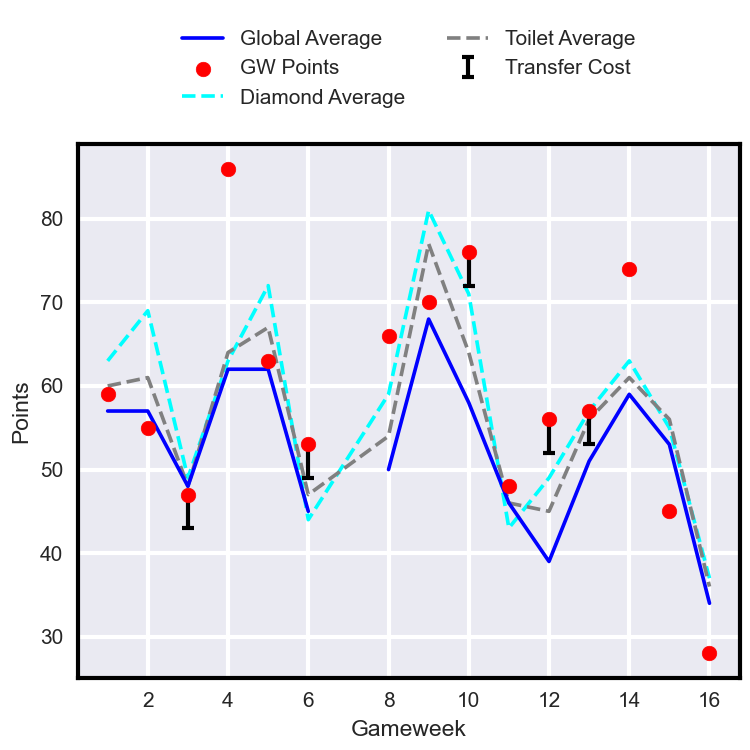 Global Average
GW Points
Diamond Average
Toilet Average
Transfer Cost
Points
80
70
60
50
40
30
2 4 6 8 10 12 14 16
Gameweek